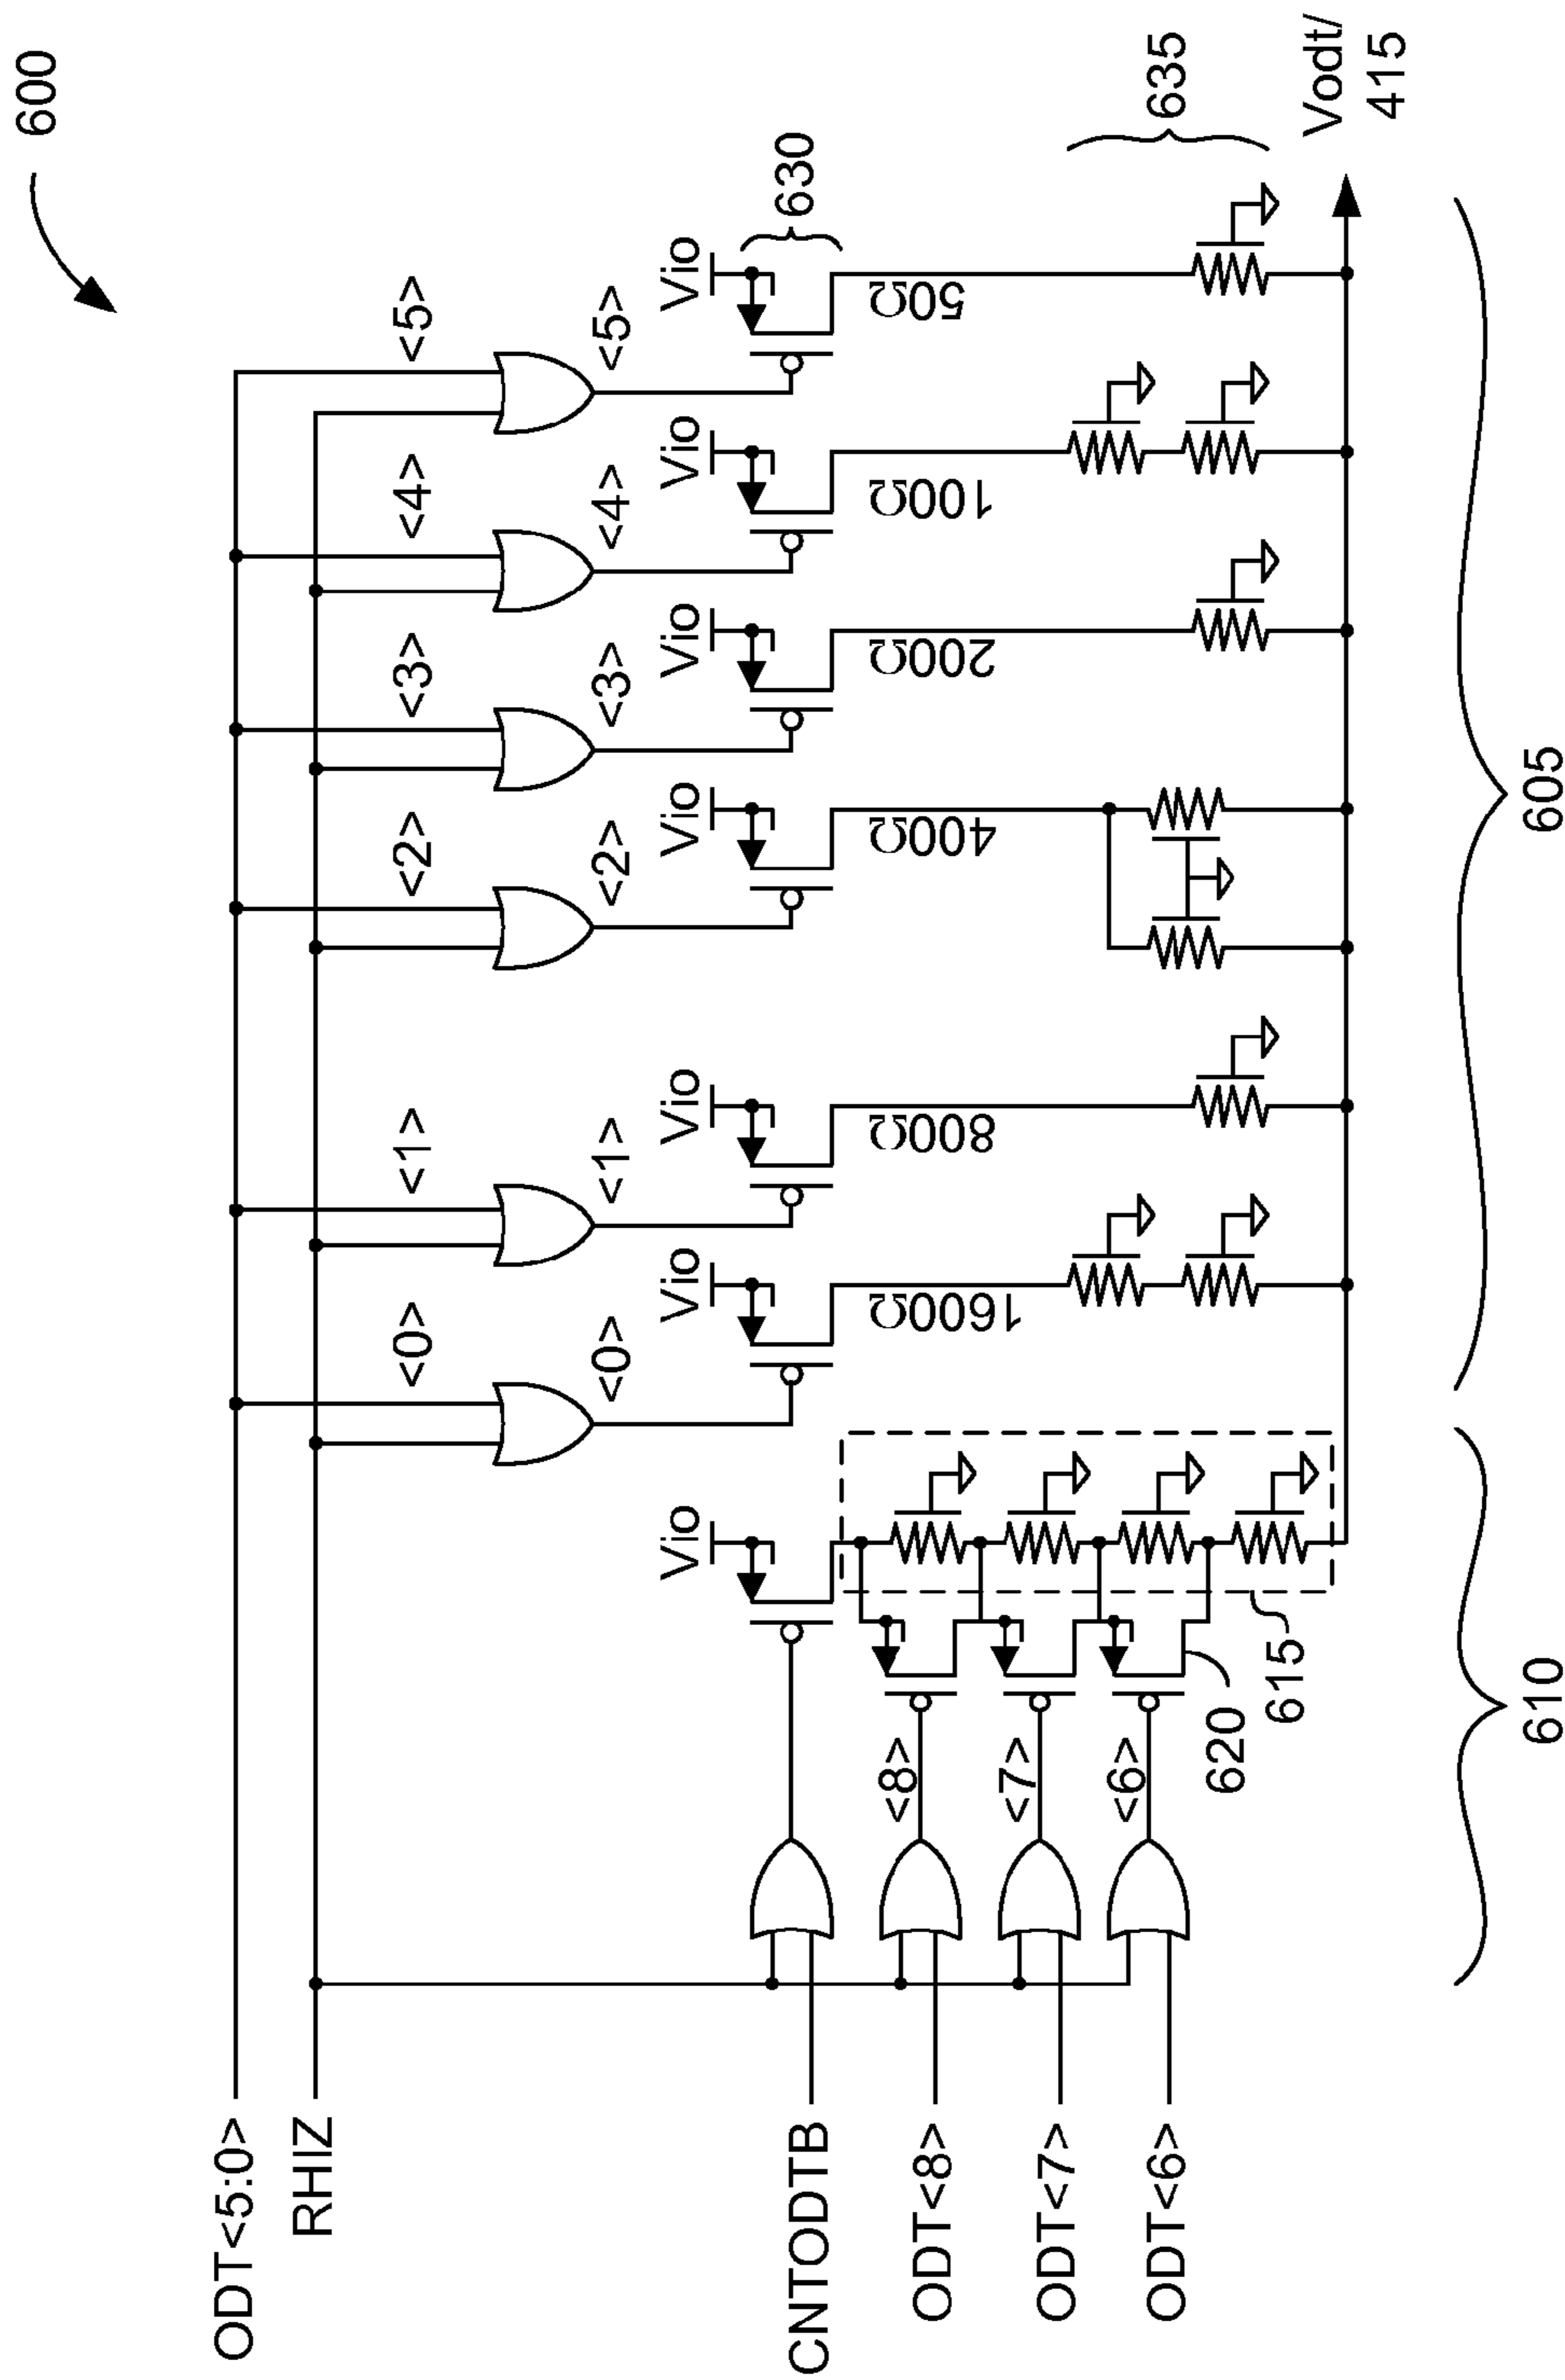 600
ODT<5:0>
RHIZ
<0>
<1>
<2>
<3>
<4>
<5>
<0>
<1>
<2>
<3>
<4>
<5>
Vio
Vio
Vio
Vio
Vio
Vio
Vio
630
CNTODTB
1600Ω
800Ω
400Ω
200Ω
100Ω
50Ω
ODT<8>
<8>
ODT<7>
<7>
ODT<6>
<6>
620
615
635
Vodt/
415
610
605